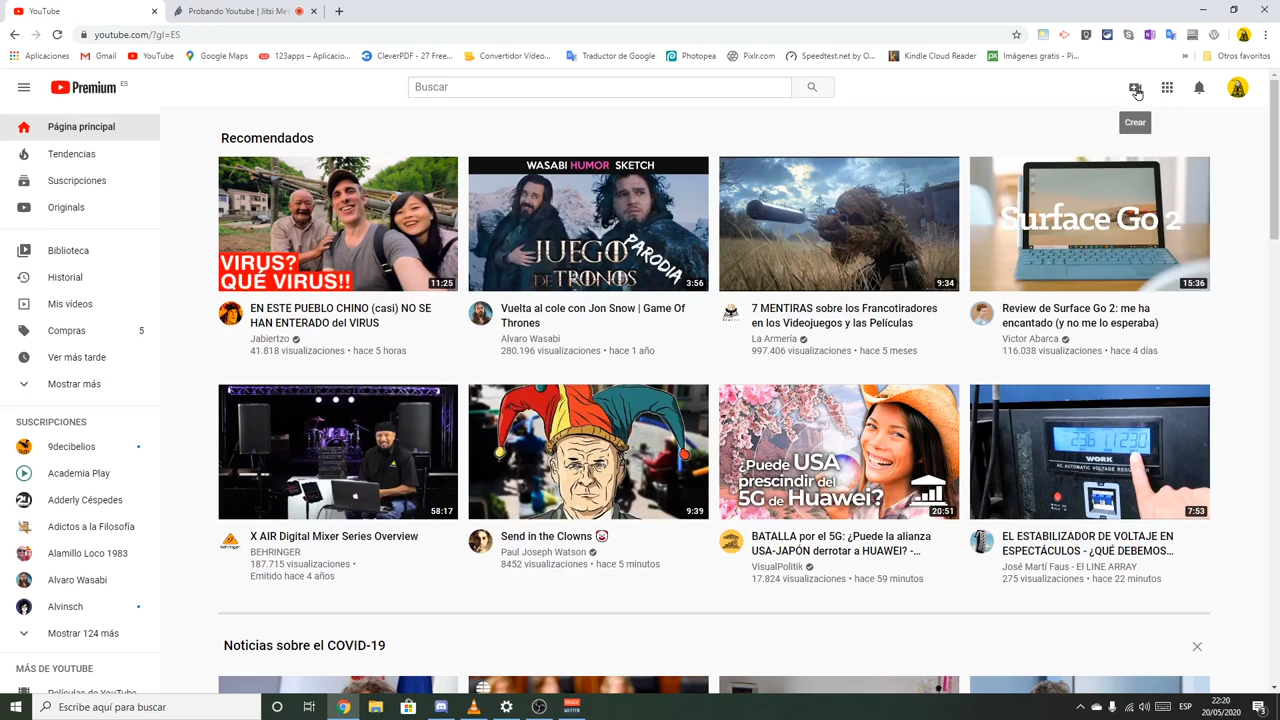 YouTube
Probando Youtube | Jitsi Me
youtube.com/?gl=ES
Aplicaciones
Gmail
YouTube
Google Maps
123apps – Aplicacio...
CleverPDF - 27 Free...
Convertidor Vídeo...
Traductor de Google
Photopea
Pixlr.com
Speedtest.net by O...
Kindle Cloud Reader
Imágenes gratis - Pi...
»
Otros favoritos
Premium ES
Buscar
Crear
Página principal
Tendencias
Suscripciones
Originals
Biblioteca
Historial
Mis vídeos
Compras 5
Ver más tarde
Mostrar más
SUSCRIPCIONES
9decibelios
Academia Play
Adderly Céspedes
Adictos a la Filosofía
Alamillo Loco 1983
Alvaro Wasabi
Alvinsch
Mostrar 124 más
MÁS DE YOUTUBE
Películas de YouTube
Recomendados
VIRUS?
QUÉ VIRUS!!
11:25
EN ESTE PUEBLO CHINO (casi) NO SE
HAN ENTERADO del VIRUS
Jabiertzo
41.818 visualizaciones • hace 5 horas
WASABI HUMOR SKETCH
JUEGO
DE TRONOS
PARODIA
3:56
Vuelta al cole con Jon Snow | Game Of
Thrones
Alvaro Wasabi
280.196 visualizaciones • hace 1 año
9:34
7 MENTIRAS sobre los Francotiradores
en los Videojuegos y las Películas
La Armería
997.406 visualizaciones • hace 5 meses
Surface Go 2
15:36
Review de Surface Go 2: me ha
encantado (y no me lo esperaba)
Victor Abarca
116.038 visualizaciones • hace 4 días
58:17
X AIR Digital Mixer Series Overview
BEHRINGER
187.715 visualizaciones •
Emitido hace 4 años
9:39
Send in the Clowns 🤡
Paul Joseph Watson
8452 visualizaciones • hace 5 minutos
¿Puede USA
prescindir del
5G de Huawei?
20:51
BATALLA por el 5G: ¿Puede la alianza
USA-JAPÓN derrotar a HUAWEI? -...
VisualPolitik
17.824 visualizaciones • hace 59 minutos
WORK
7:53
EL ESTABILIZADOR DE VOLTAJE EN
ESPECTÁCULOS - ¿QUÉ DEBEMOS...
José Martí Faus - El LINE ARRAY
275 visualizaciones • hace 22 minutos
Noticias sobre el COVID-19
Escribe aquí para buscar
ESP
22:20
20/05/2020